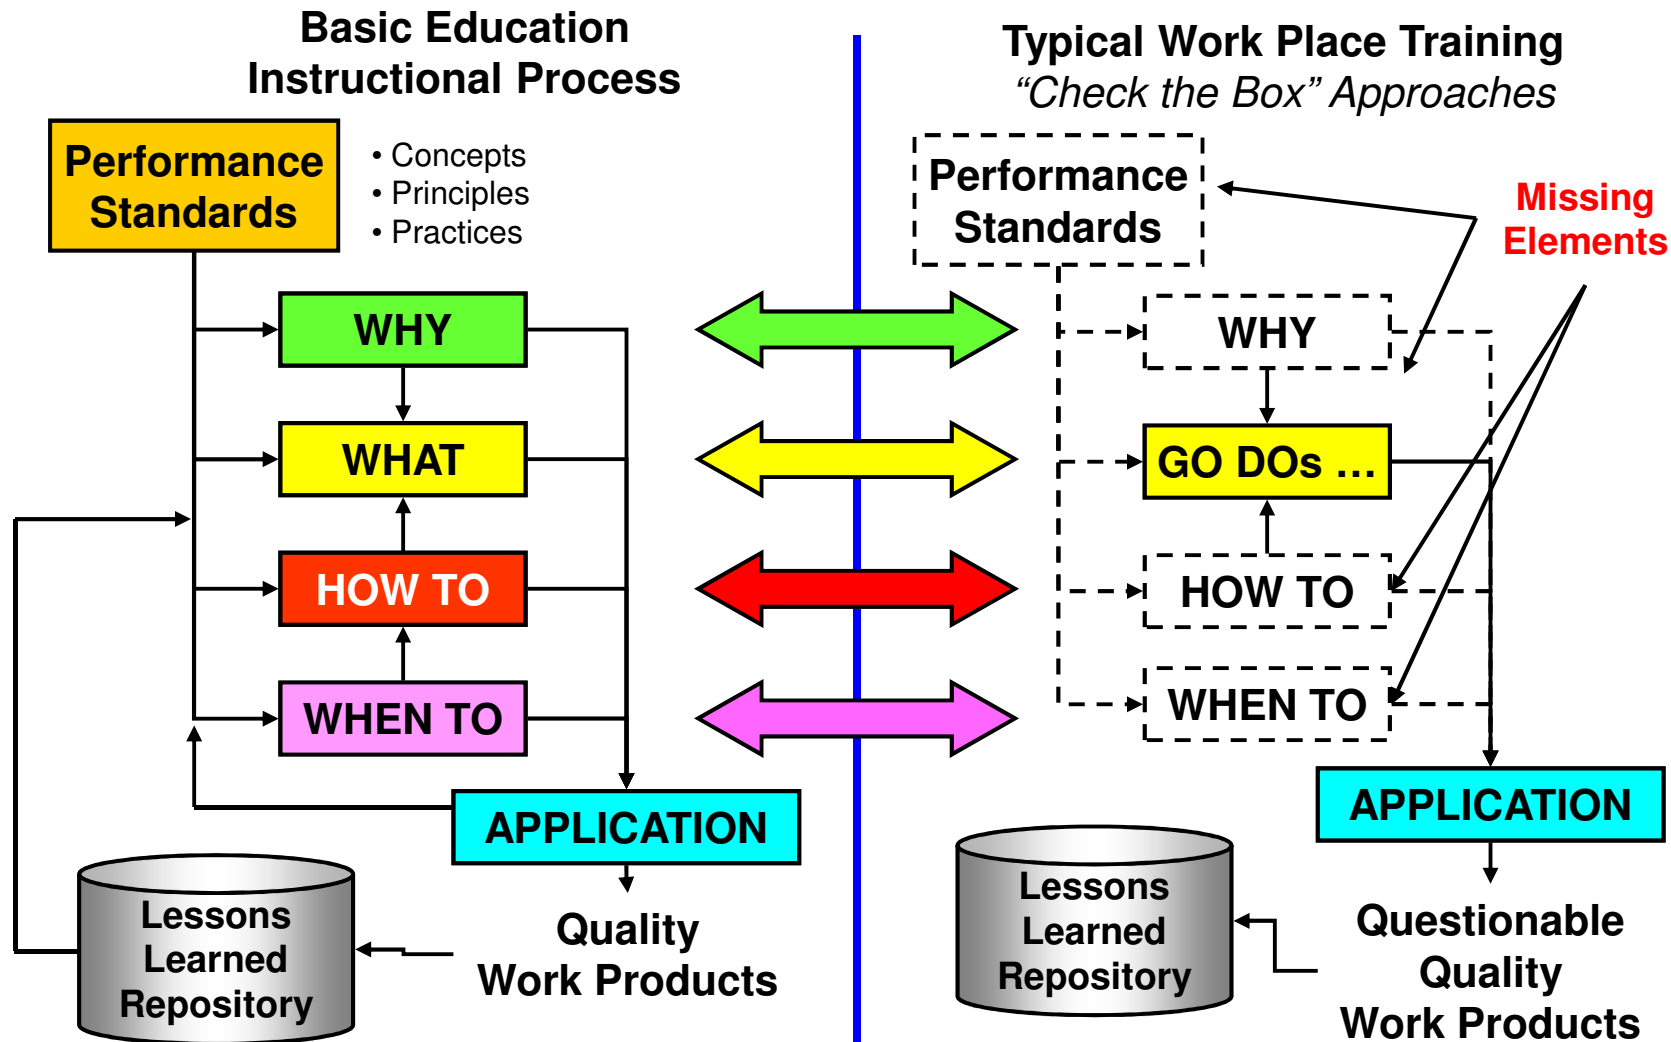 Basic Education
Instructional Process
Performance
Standards
• Concepts
• Principles
• Practices
WHY
WHAT
HOW TO
WHEN TO
APPLICATION
Quality
Work Products
Lessons
Learned
Repository
Typical Work Place Training
“Check the Box” Approaches
Performance
Standards
Missing
Elements
WHY
GO DOs …
HOW TO
WHEN TO
APPLICATION
Questionable
Quality
Work Products
Lessons
Learned
Repository